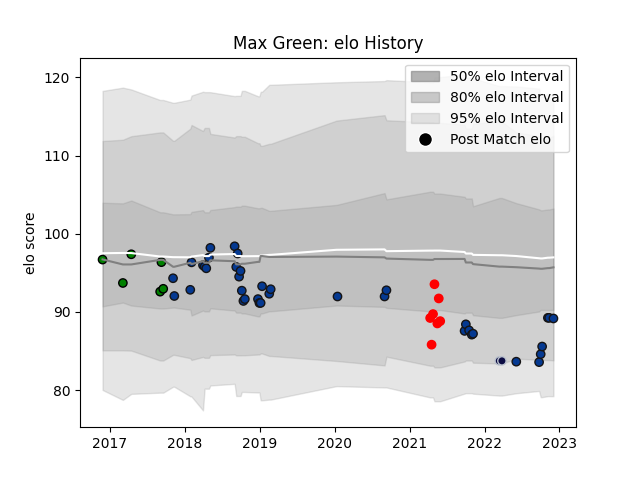 Max Green: elo History
120
110
100
90
80
elo score
50% elo Interval
80% elo Interval
95% elo Interval
Post Match elo
2017
2018
2019
2020
2021
2022
2023